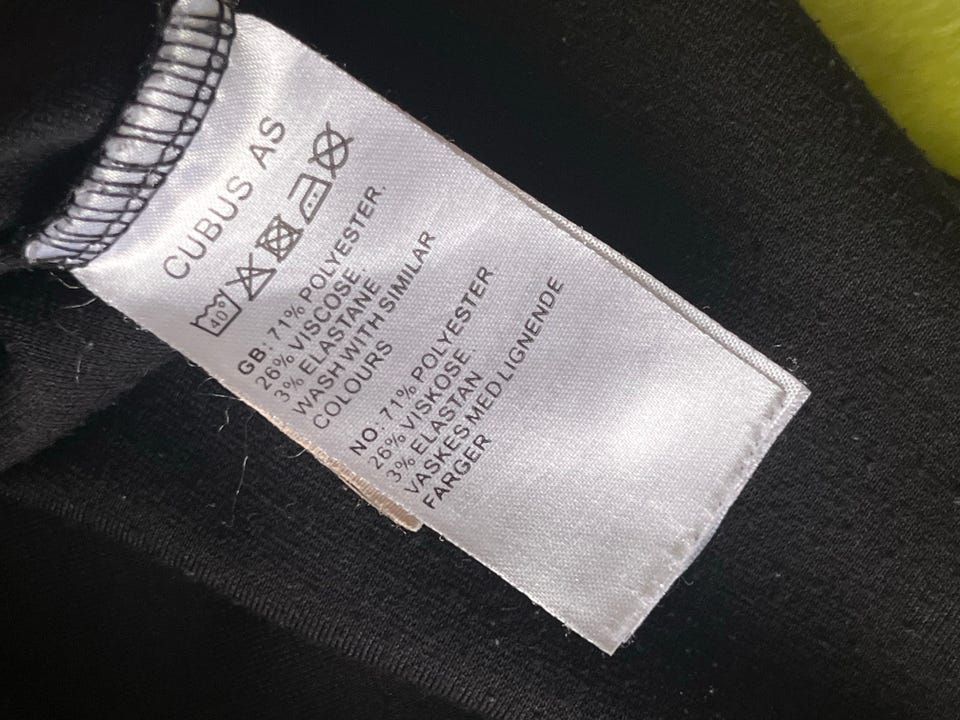 CUBUS AS
40
GB: 71% POLYESTER.
26% VISCOSE.
3% ELASTANE
WASH WITH SIMILAR
COLOURS
NO. 71% POLYESTER
26% VISKOSE
3% ELASTAN
VASKES MED LIGNENDE
FARGER